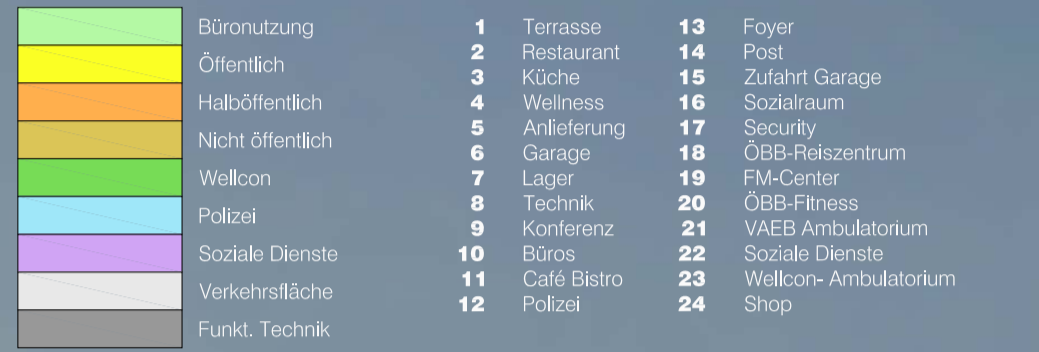 Büronutzung
Öffentlich
Halböffentlich
Nicht öffentlich
Wellcon
Polizei
Soziale Dienste
Verkehrsfläche
Funkt. Technik
1 Terrasse
2 Restaurant
3 Küche
4 Wellness
5 Anlieferung
6 Garage
7 Lager
8 Technik
9 Konferenz
10 Büros
11 Café Bistro
12 Polizei
13 Foyer
14 Post
15 Zufahrt Garage
16 Sozialraum
17 Security
18 ÖBB-Reiszentrum
19 FM-Center
20 ÖBB-Fitness
21 VAEB Ambulatorium
22 Soziale Dienste
23 Wellcon- Ambulatorium
24 Shop